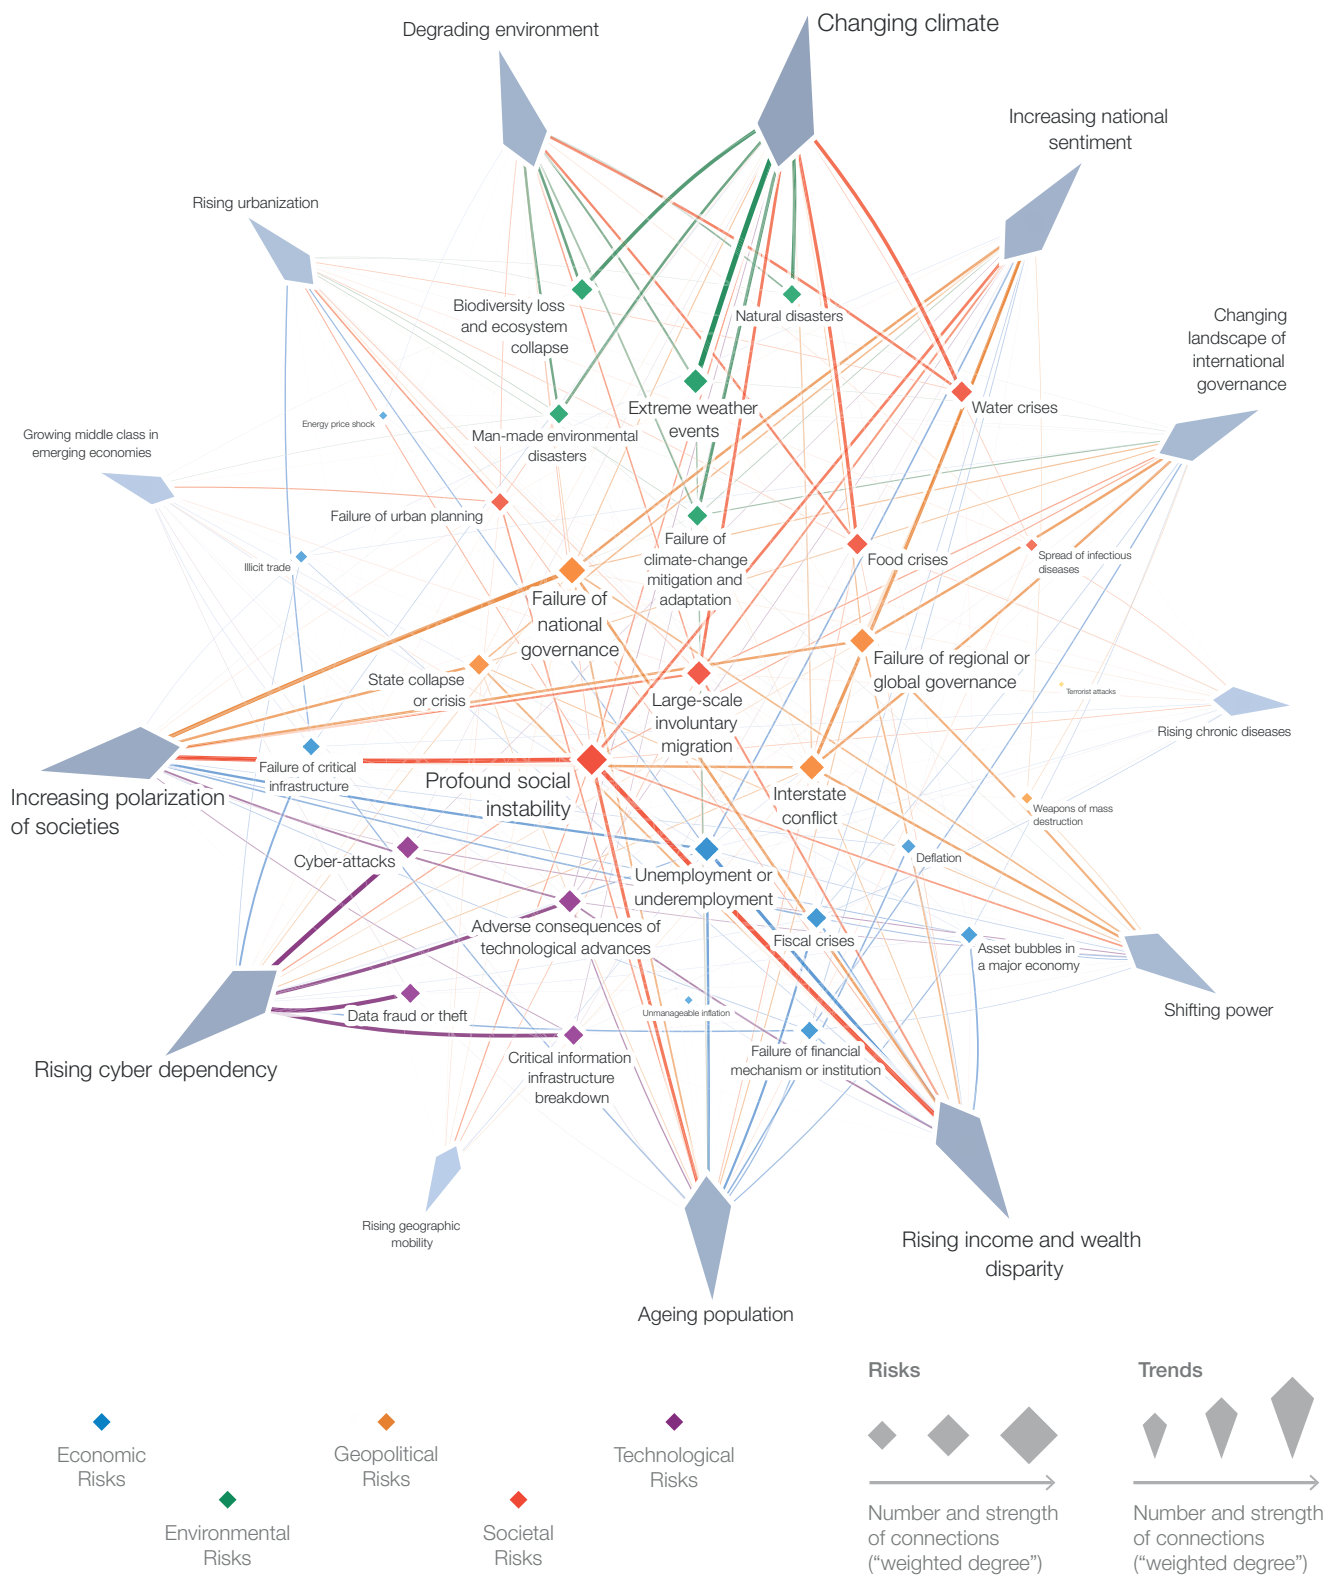 Changing climate
Degrading environment
Increasing national
sentiment
Rising urbanization
Biodiversity loss
and ecosystem
collapse
Natural disasters
Changing
landscape of
international
governance
Extreme weather
events
Water crises
Energy price shock
Man-made environmental
disasters
Growing middle class in
emerging economies
Failure of urban planning
Failure of
climate-change
mitigation and
adaptation
Food crises
Spread of infectious
diseases
Illicit trade
Failure of
national
governance
Failure of regional or
global governance
State collapse
or crisis
Large-scale
involuntary
migration
Terrorist attacks
Rising chronic diseases
Failure of critical
infrastructure
Profound social
instability
Interstate
conflict
Increasing polarization
of societies
Weapons of mass
destruction
Cyber-attacks
Unemployment or
underemployment
Deflation
Adverse consequences of
technological advances
Fiscal crises
Asset bubbles in
a major economy
Data fraud or theft
Unmanageable inflation
Shifting power
Critical information
infrastructure
breakdown
Failure of financial
mechanism or institution
Rising cyber dependency
Rising geographic
mobility
Rising income and wealth
disparity
Ageing population
Economic
Risks
Environmental
Risks
Geopolitical
Risks
Societal
Risks
Technological
Risks
Risks
Number and strength
of connections
(“weighted degree”)
Trends
Number and strength
of connections
(“weighted degree”)